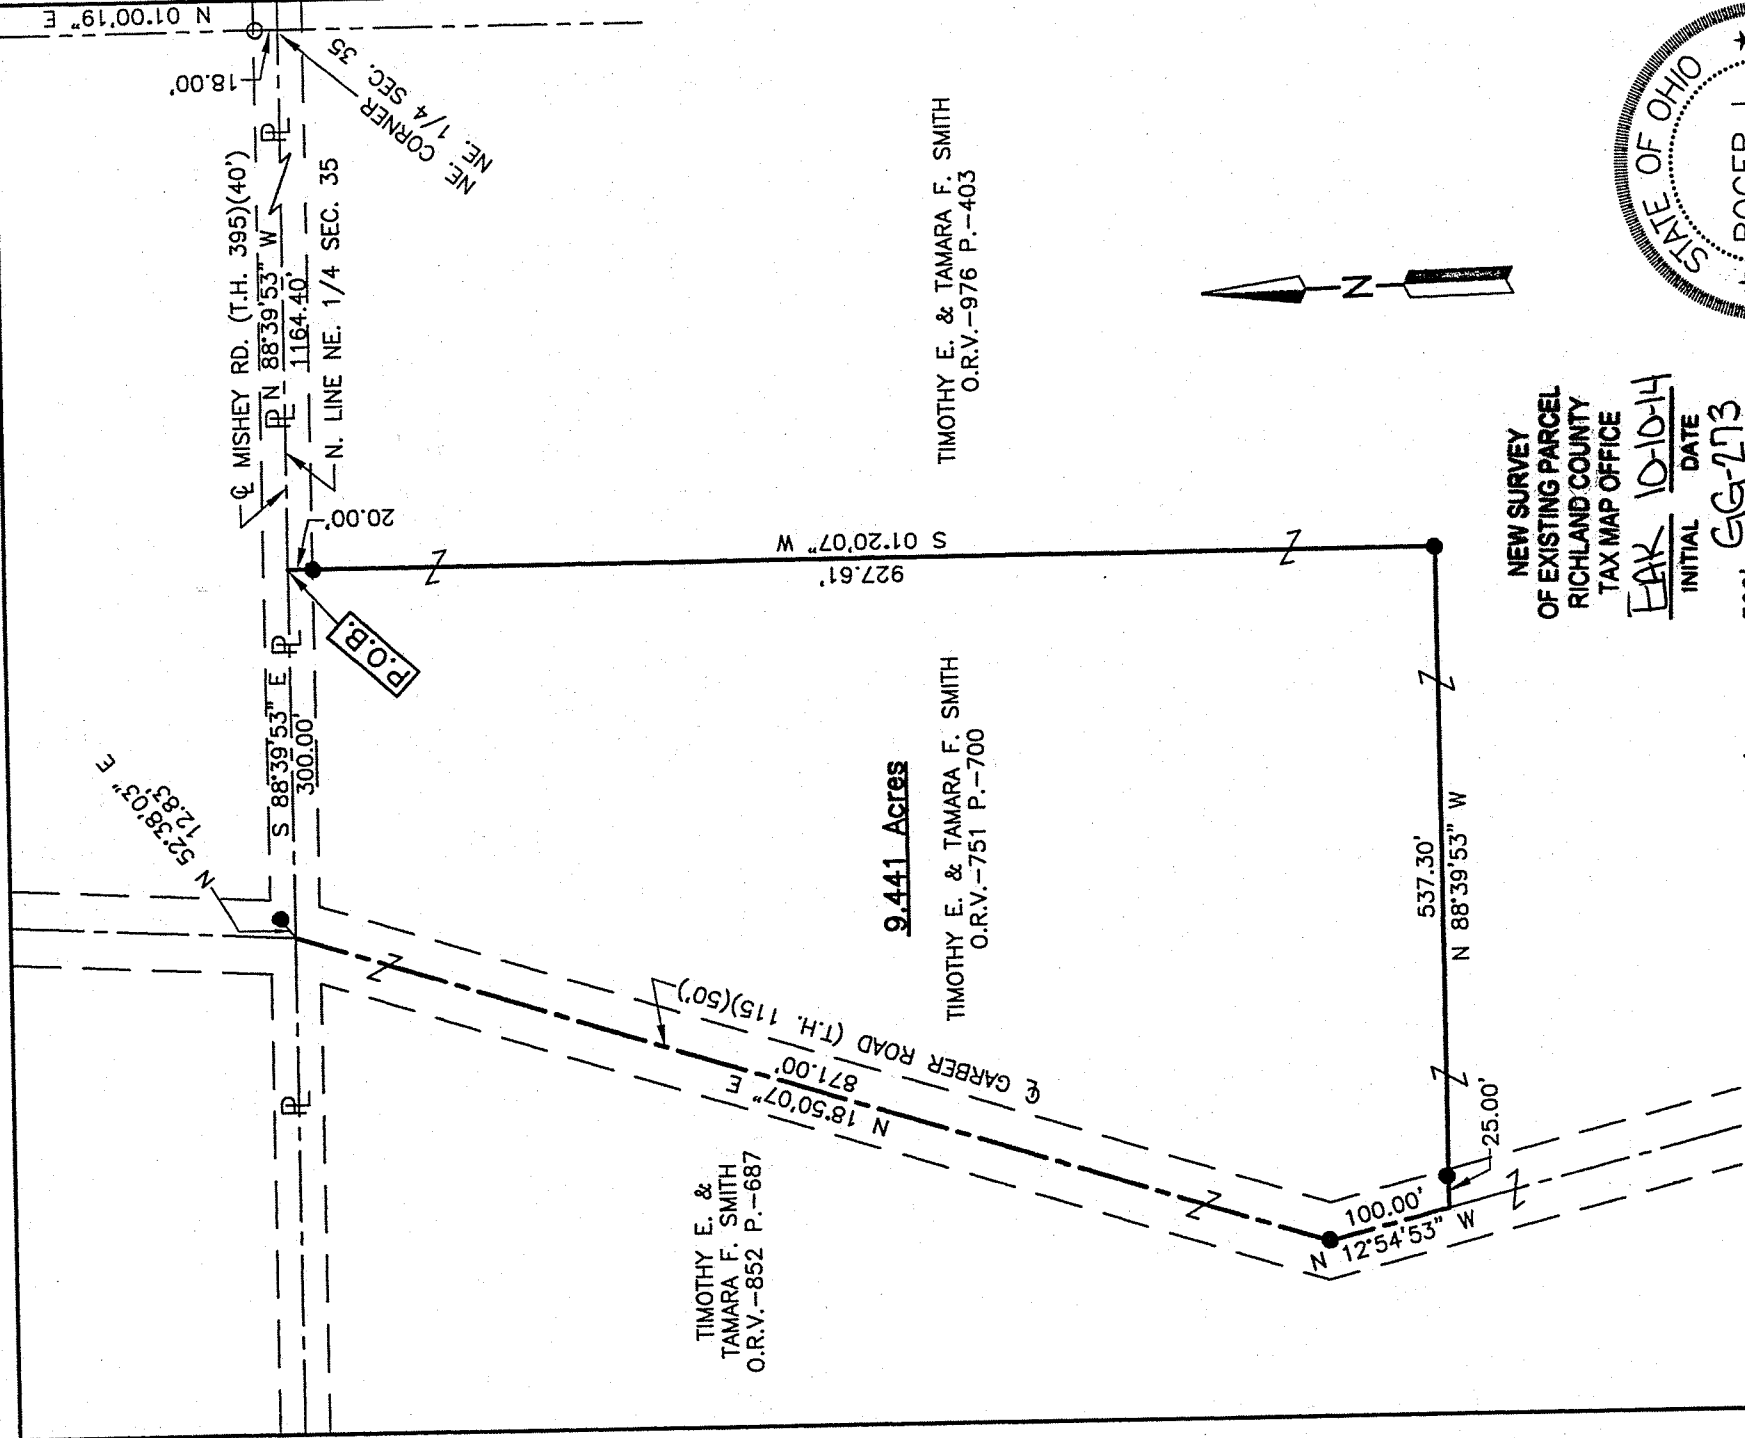 N 01°00'19" E
18.00'
NE. CORNER
NE. 1/4 SEC. 35
℄ MISHEY RD. (T.H. 395)(40')
N 88°39'53" W
1164.40'
N. LINE NE. 1/4 SEC. 35
20.00'
P.O.B.
S 88°39'53" E
300.00'
N 52°38'03" E
12.83'
S 01°20'07" W
927.61'
TIMOTHY E. & TAMARA F. SMITH
O.R.V.-976 P.-403
9.441 Acres
TIMOTHY E. & TAMARA F. SMITH
O.R.V.-751 P.-700
℄ GARBER ROAD (T.H. 115)(50')
871.00'
N 18°50'07" E
TIMOTHY E. &
TAMARA F. SMITH
O.R.V.-852 P.-687
537.30'
N 88°39'53" W
25.00'
100.00'
N 12°54'53" W
N
NEW SURVEY
OF EXISTING PARCEL
RICHLAND COUNTY
TAX MAP OFFICE
EAK 10-10-14
INITIAL DATE
GG-273
STATE OF OHIO
ROGER L